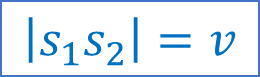 |s₁s₂| = v